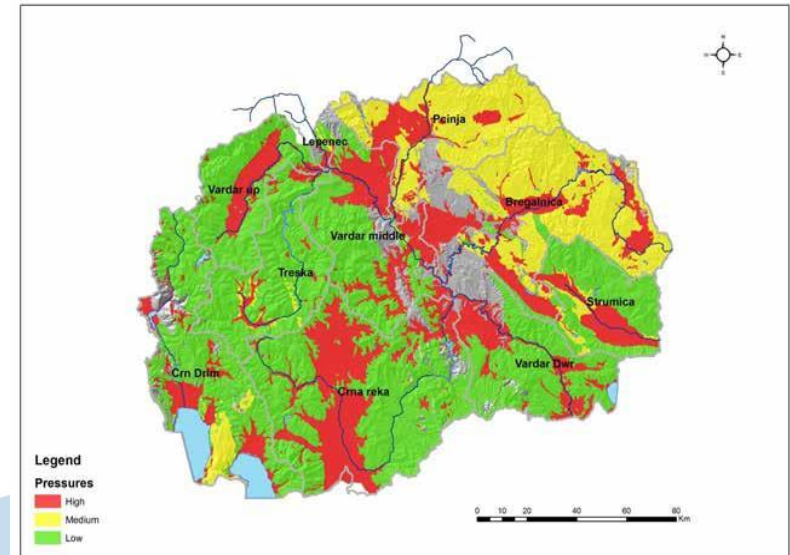 N
W E
S
Pcinja
Lepenec
Vardar up
Bregalnica
Vardar middle
Treska
Strumica
Vardar Dwr
Crn Drim
Crna reka
Legend
Pressures
High
Medium
Low
0 10 20 40 60 80
Km